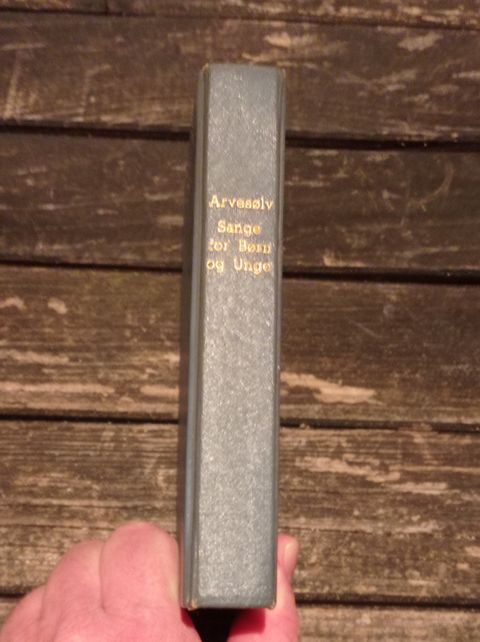 Arvesølv
Sange
for Børn
og Unge